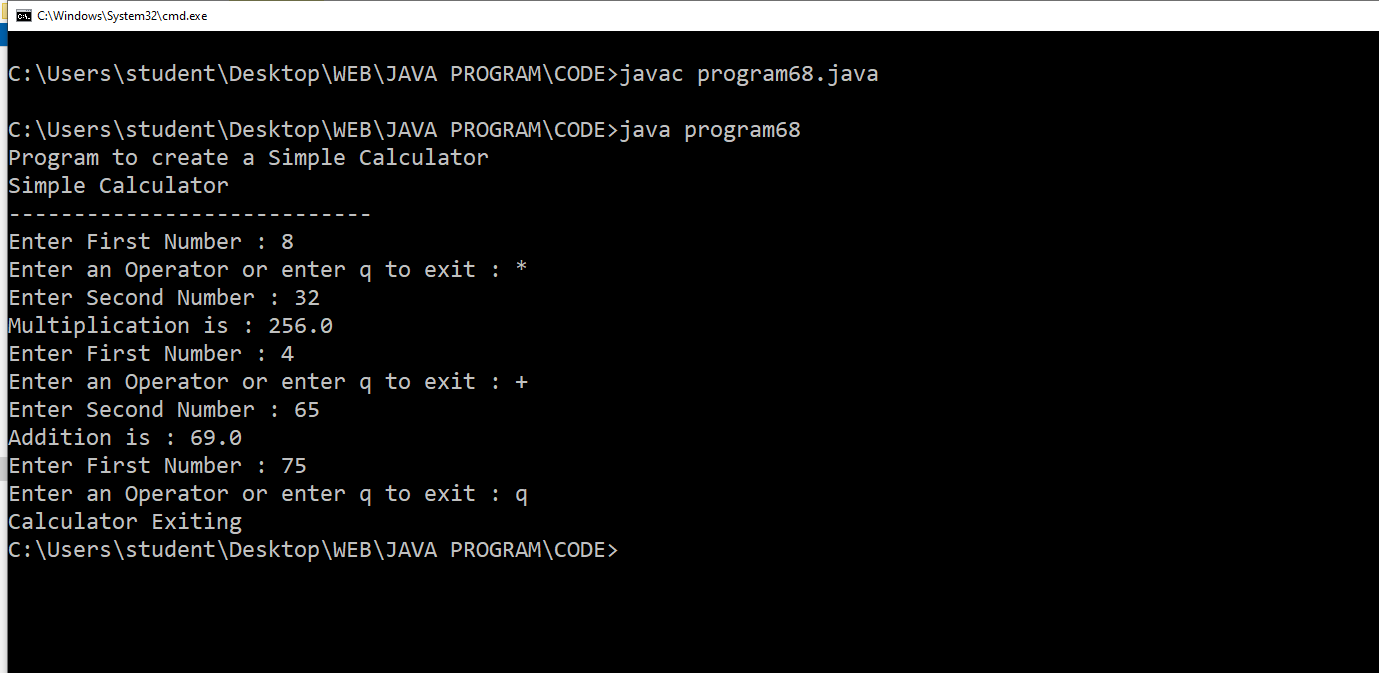 C:\Windows\System32\cmd.exe
C:\Users\student\Desktop\WEB\JAVA PROGRAM\CODE>javac program68.java
C:\Users\student\Desktop\WEB\JAVA PROGRAM\CODE>java program68
Program to create a Simple Calculator
Simple Calculator
----------------------------
Enter First Number : 8
Enter an Operator or enter q to exit : *
Enter Second Number : 32
Multiplication is : 256.0
Enter First Number : 4
Enter an Operator or enter q to exit : +
Enter Second Number : 65
Addition is : 69.0
Enter First Number : 75
Enter an Operator or enter q to exit : q
Calculator Exiting
C:\Users\student\Desktop\WEB\JAVA PROGRAM\CODE>